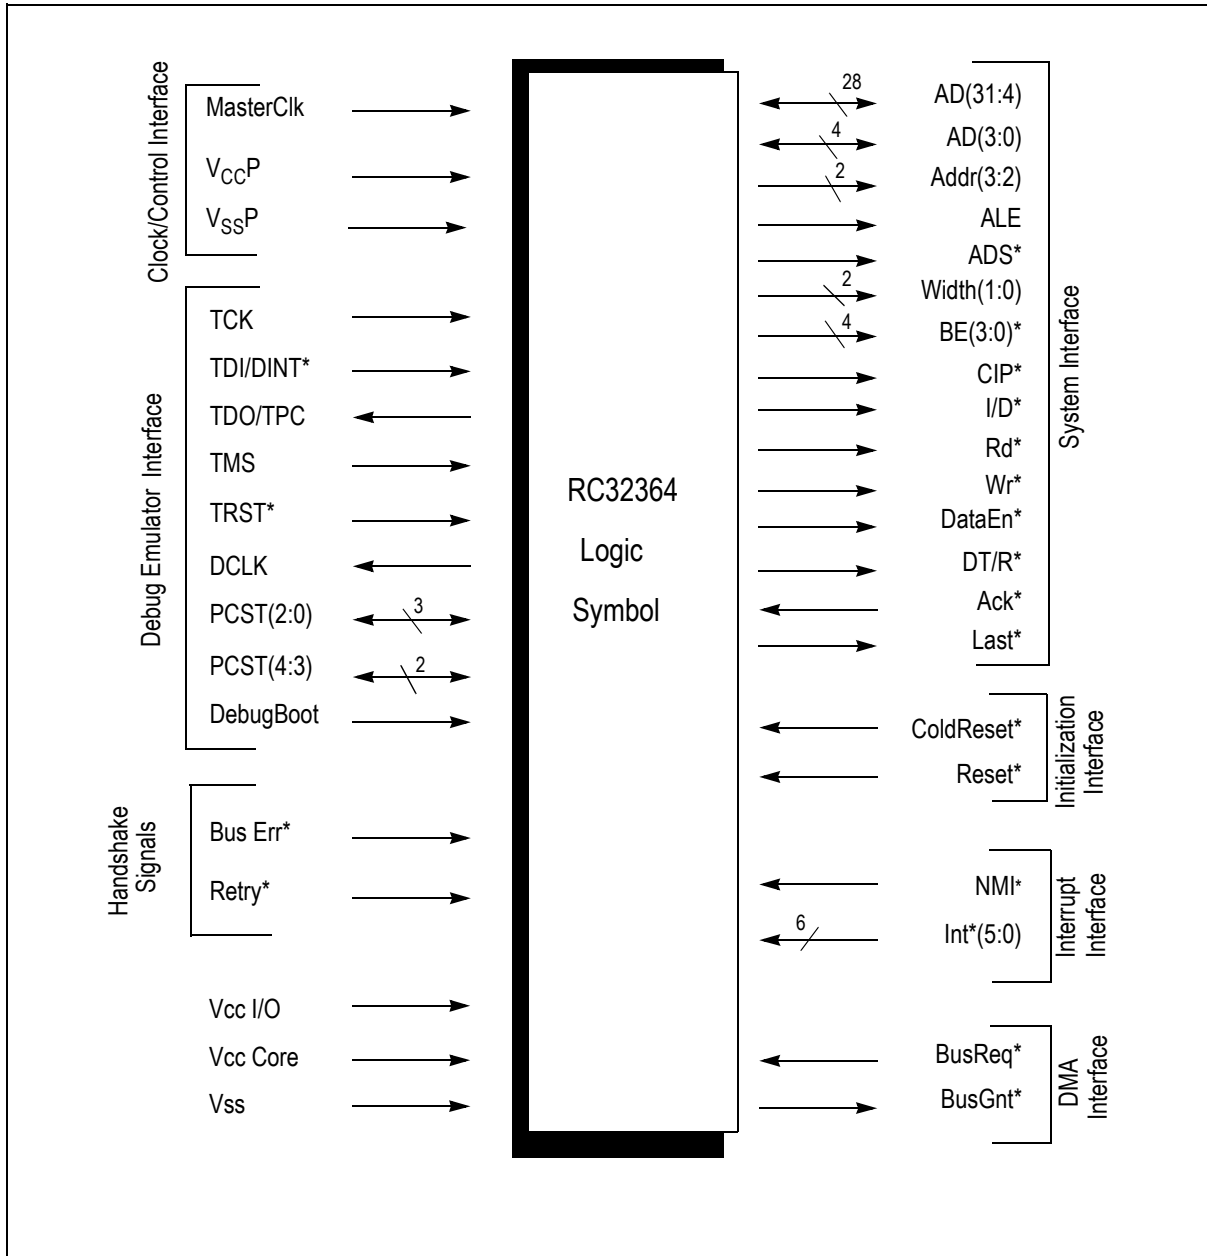 Clock/Control Interface
MasterClk
VCCP
VSSP
Debug Emulator Interface
TCK
TDI/DINT*
TDO/TPC
TMS
TRST*
DCLK
PCST(2:0)
3
PCST(4:3)
2
DebugBoot
Handshake
Signals
Bus Err*
Retry*
Vcc I/O
Vcc Core
Vss
RC32364
Logic
Symbol
28
AD(31:4)
4
AD(3:0)
2
Addr(3:2)
ALE
ADS*
2
Width(1:0)
4
BE(3:0)*
CIP*
I/D*
Rd*
Wr*
DataEn*
DT/R*
Ack*
Last*
System Interface
ColdReset*
Reset*
Initialization
Interface
NMI*
6
Int*(5:0)
Interrupt
Interface
BusReq*
BusGnt*
DMA
Interface